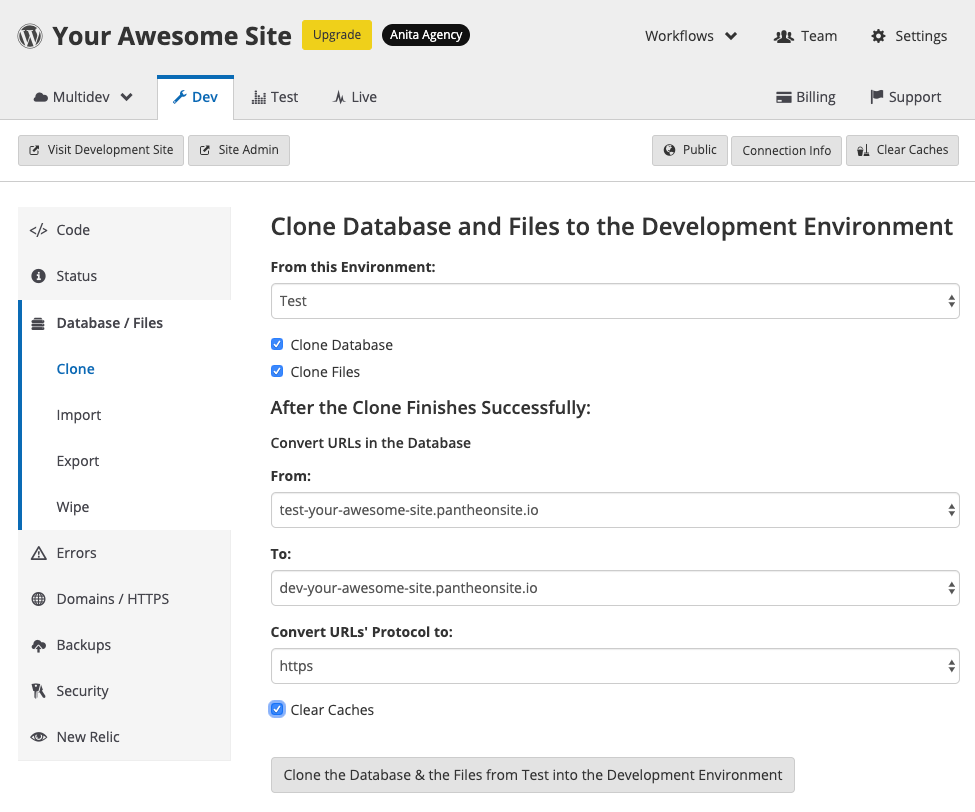 Your Awesome Site Upgrade Anita Agency Workflows Team Settings
Multidev Dev Test Live Billing Support
Visit Development Site Site Admin Public Connection Info Clear Caches
Code
Status
Database / Files
Clone
Import
Export
Wipe
Errors
Domains / HTTPS
Backups
Security
New Relic
Clone Database and Files to the Development Environment
From this Environment:
Test
Clone Database
Clone Files
After the Clone Finishes Successfully:
Convert URLs in the Database
From:
test-your-awesome-site.pantheonsite.io
To:
dev-your-awesome-site.pantheonsite.io
Convert URLs' Protocol to:
https
Clear Caches
Clone the Database & the Files from Test into the Development Environment